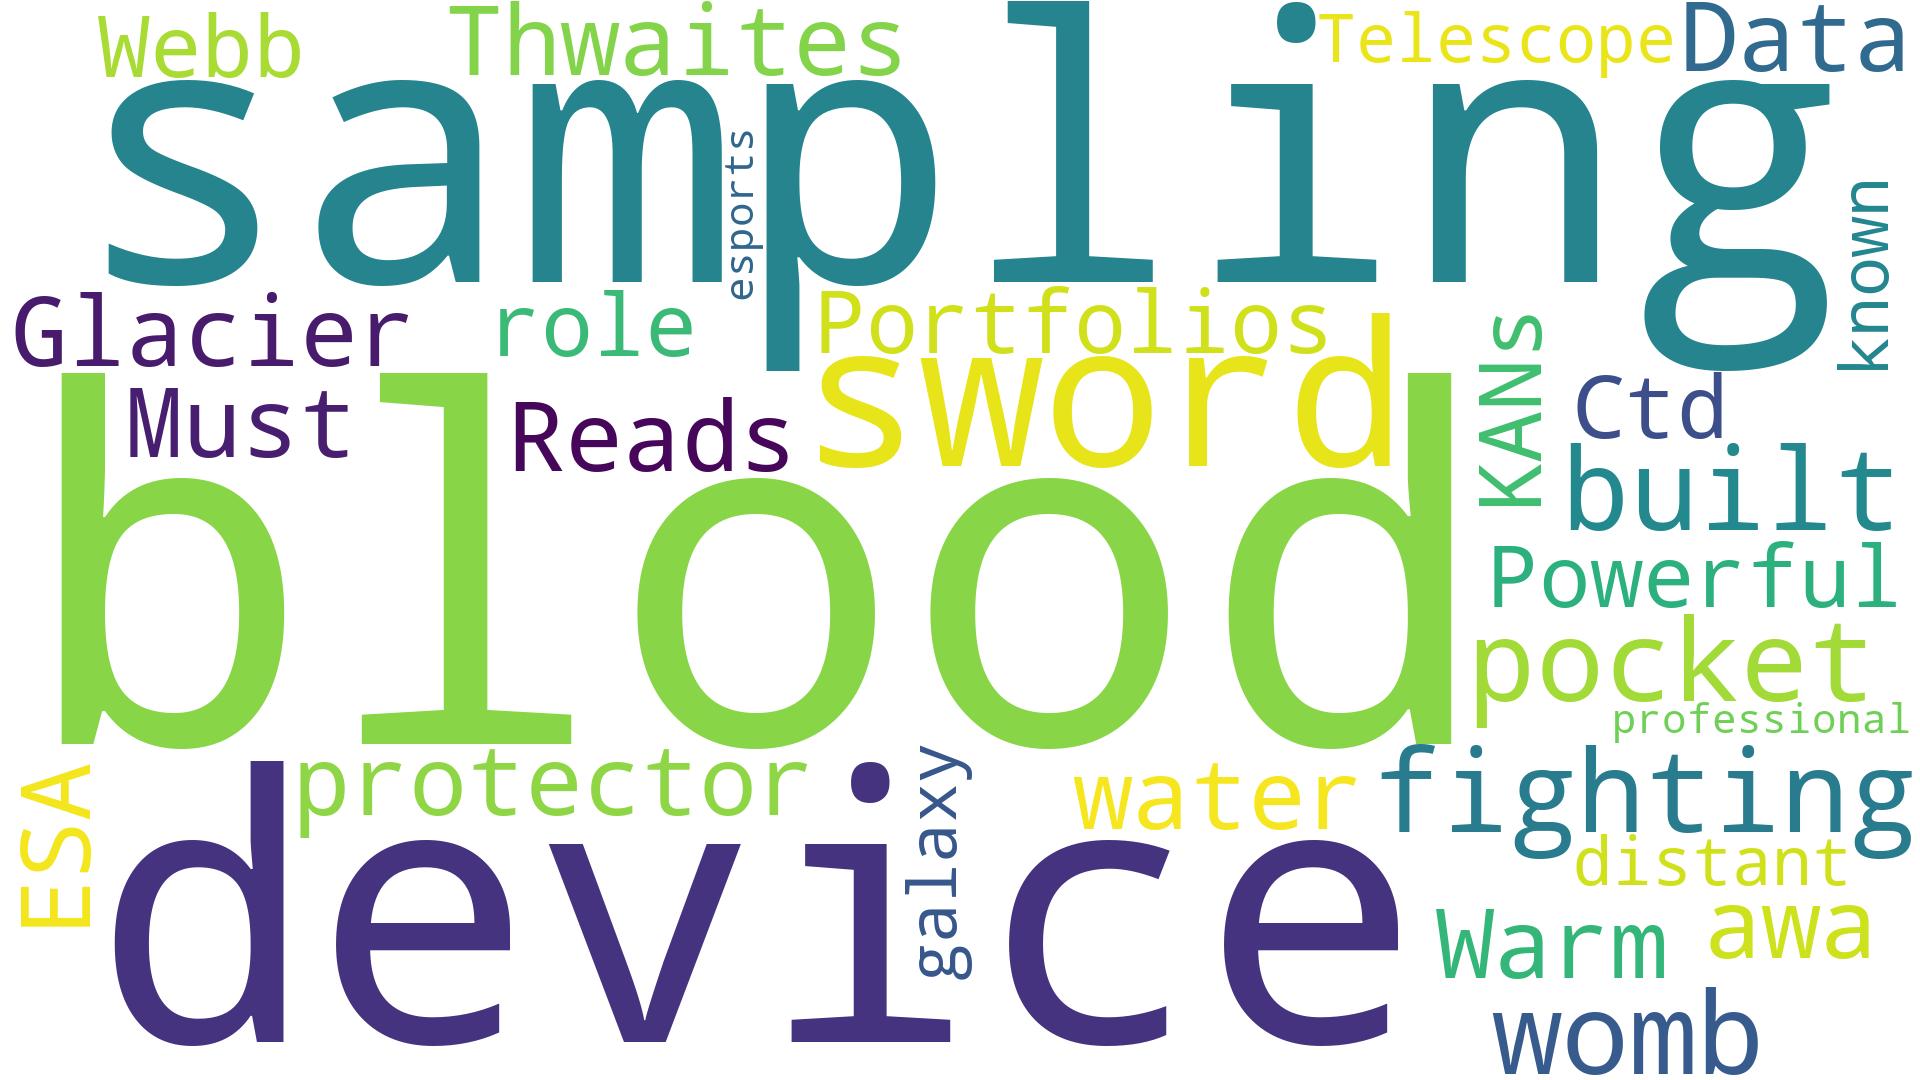 Webb
Thwaites
Telescope
Data
sampling
esports
known
Glacier
role
Portfolios
sword
KANs
Ctd
Must
Reads
built
blood
Powerful
pocket
professional
ESA
protector
galaxy
water
fighting
device
distant
Warm
awa
womb